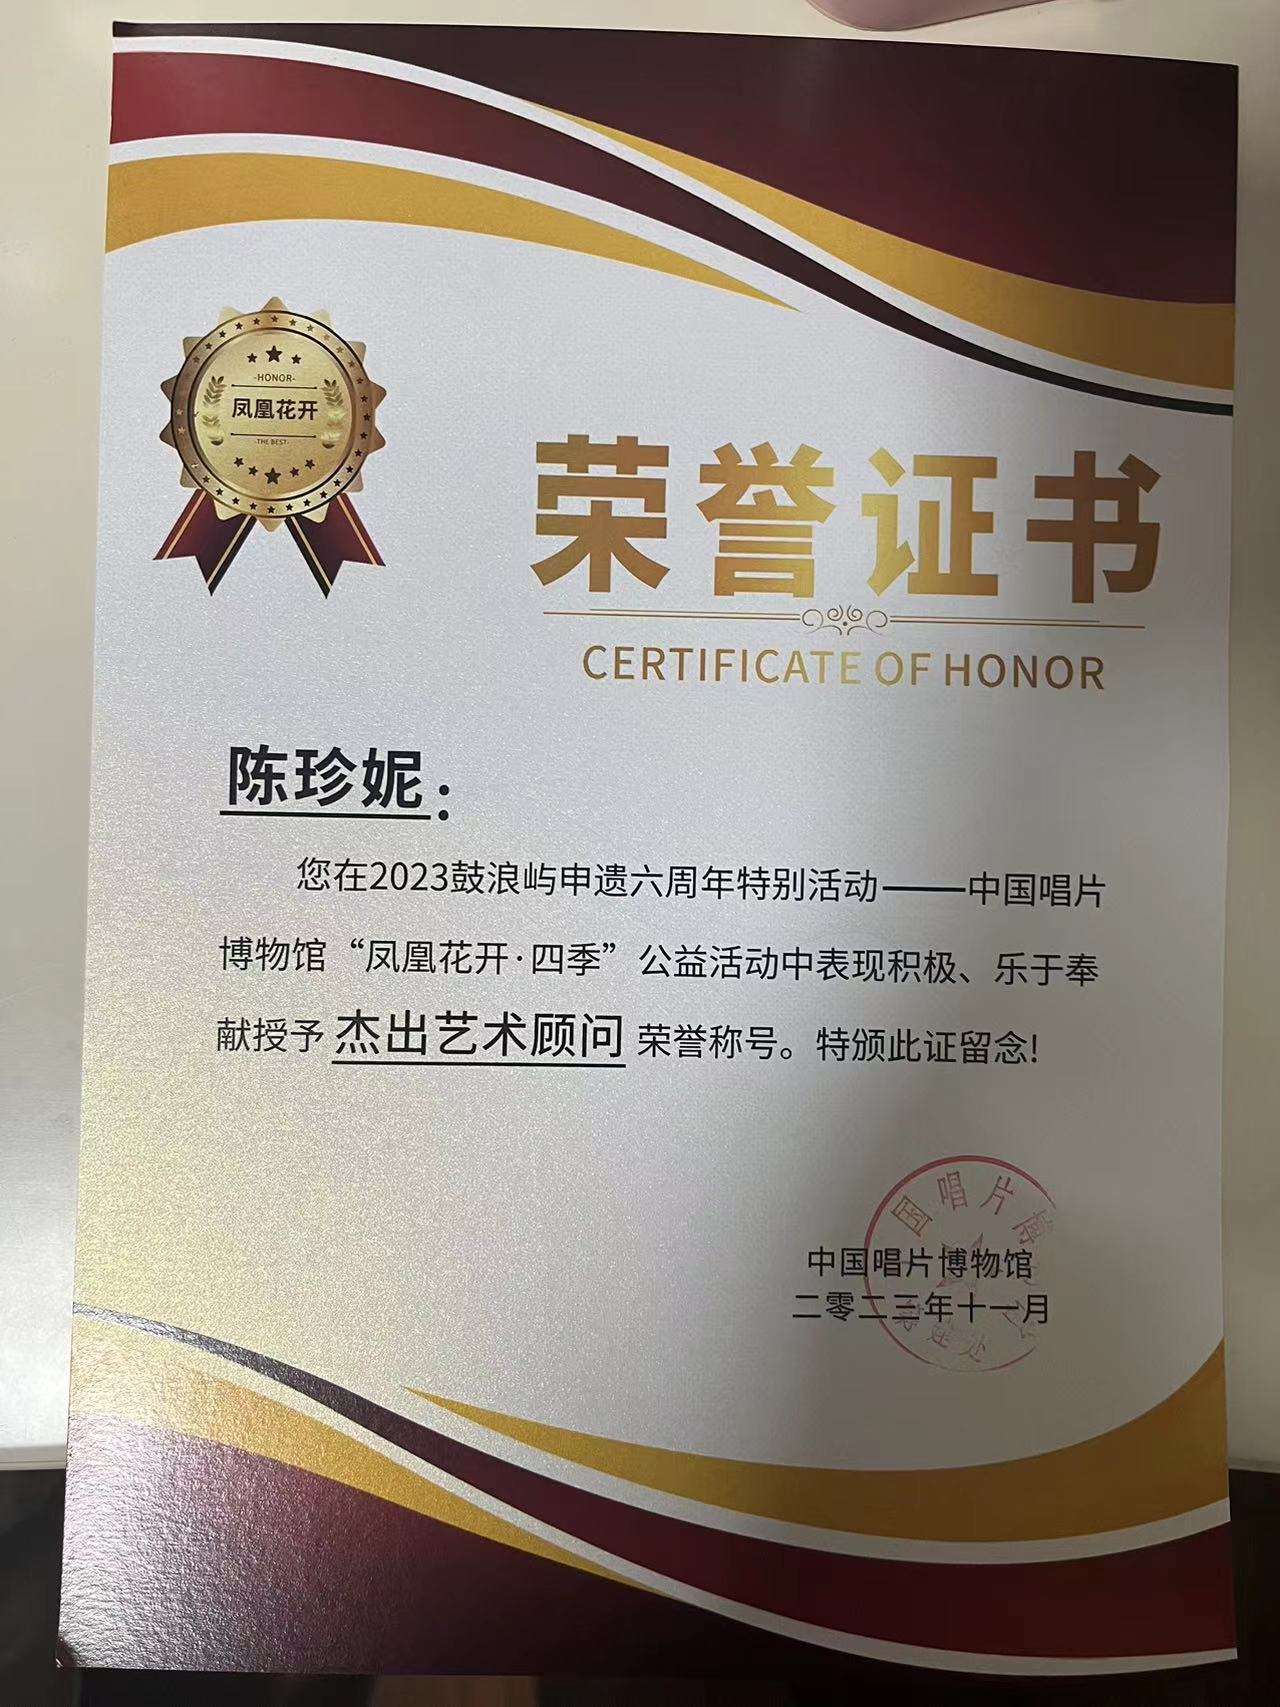 -HONOR-
凤凰花开
-THE BEST-
荣誉证书
CERTIFICATE OF HONOR
陈珍妮：
您在2023鼓浪屿申遗六周年特别活动——中国唱片
博物馆“凤凰花开·四季”公益活动中表现积极、乐于奉
献授予 杰出艺术顾问 荣誉称号。特颁此证留念!
国唱片博
中国唱片博物馆
二零二三年十一月